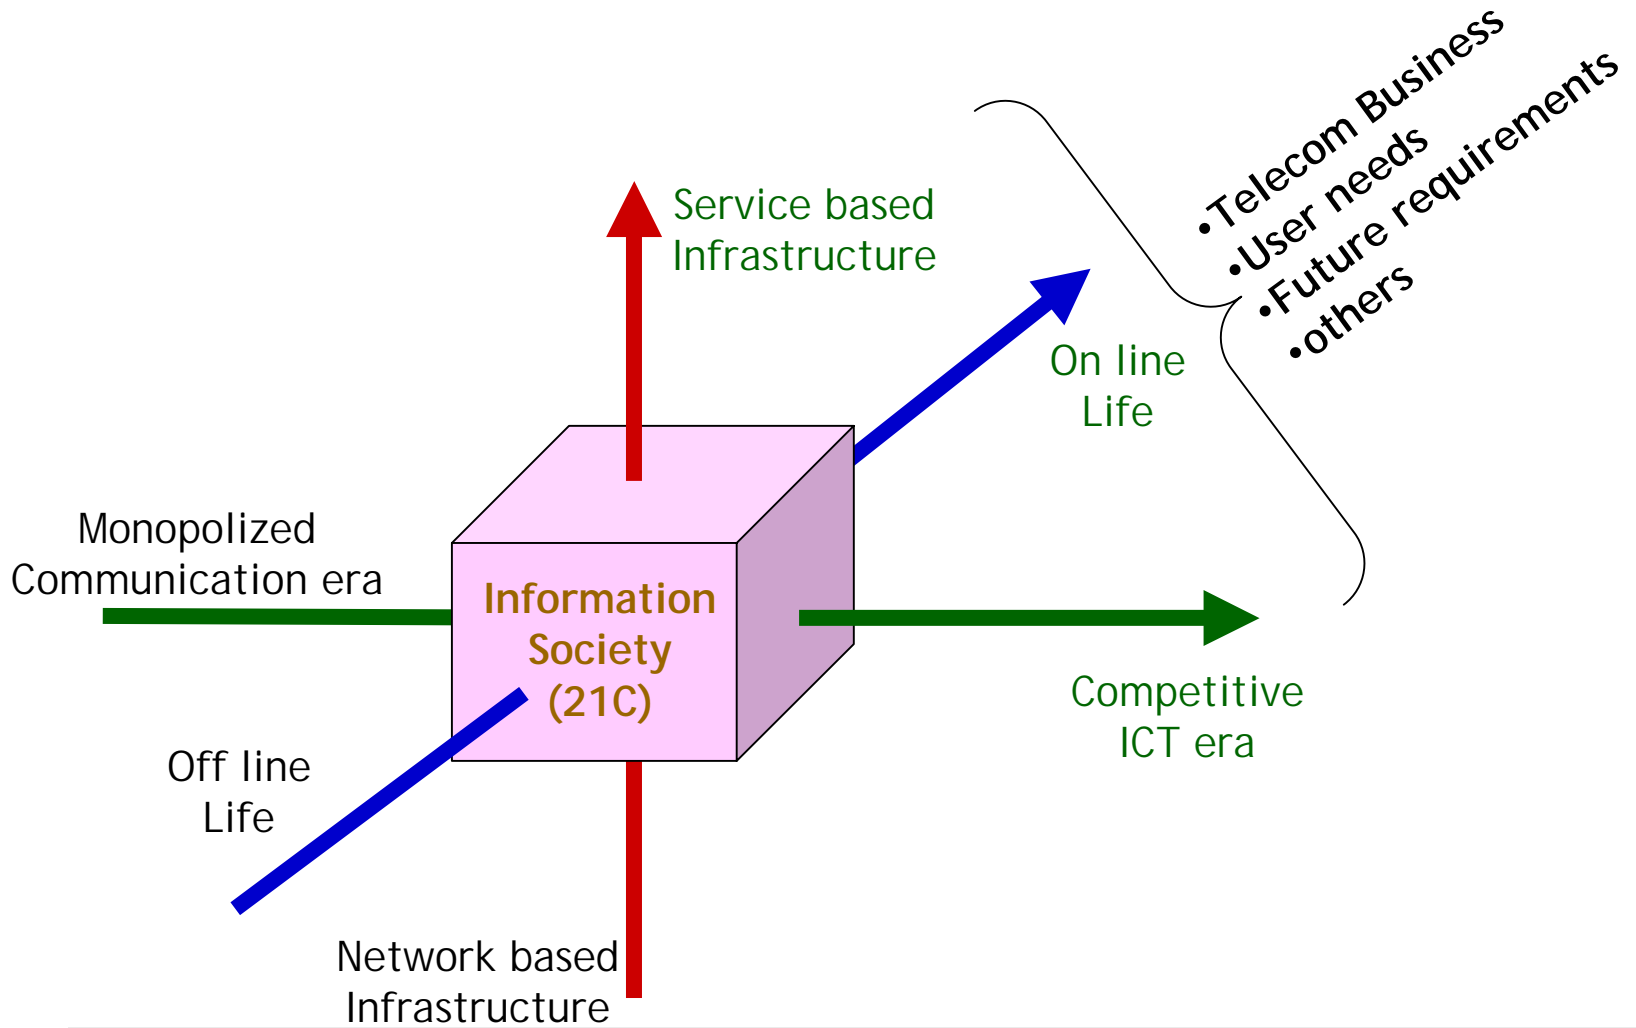 •Telecom Business
•User needs
•Future requirements
•others
Service based
Infrastructure
On line
Life
Monopolized
Communication era
Information
Society
(21C)
Competitive
ICT era
Off line
Life
Network based
Infrastructure